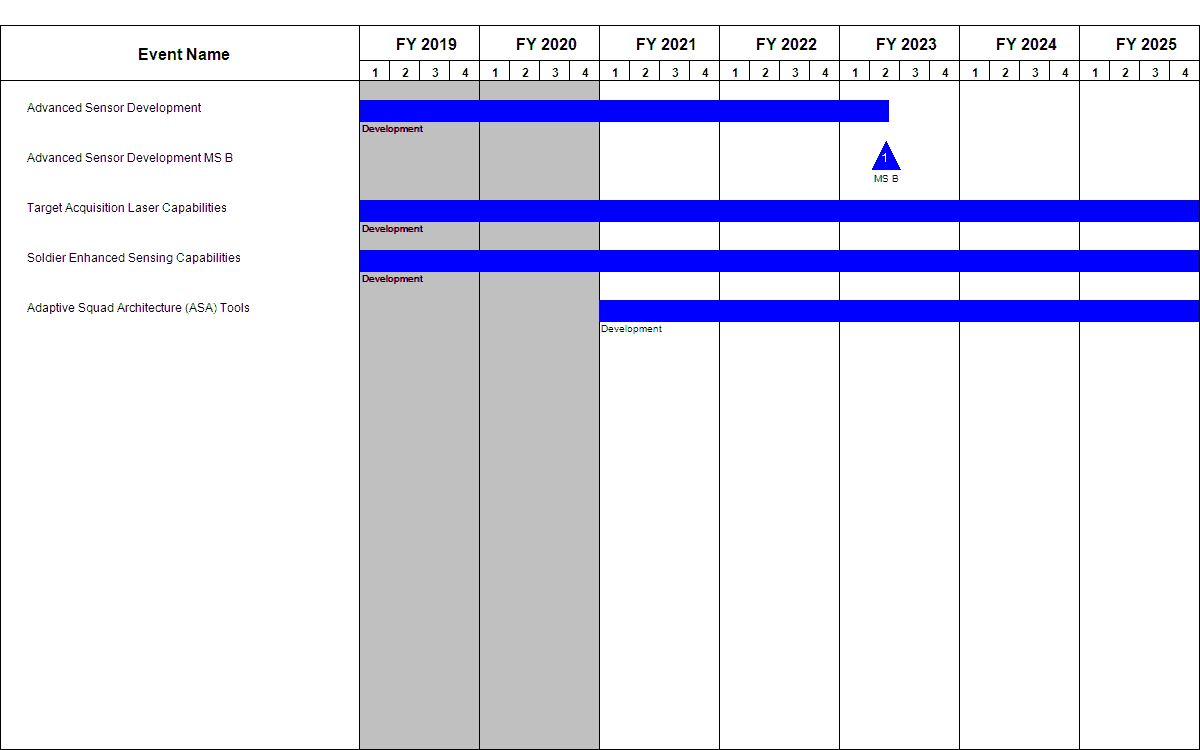 Event Name
FY 2019 FY 2020 FY 2021 FY 2022 FY 2023 FY 2024 FY 2025
1 2 3 4 1 2 3 4 1 2 3 4 1 2 3 4 1 2 3 4 1 2 3 4 1 2 3 4
Advanced Sensor Development
Development
Advanced Sensor Development MS B
1
MS B
Target Acquisition Laser Capabilities
Development
Soldier Enhanced Sensing Capabilities
Development
Adaptive Squad Architecture (ASA) Tools
Development